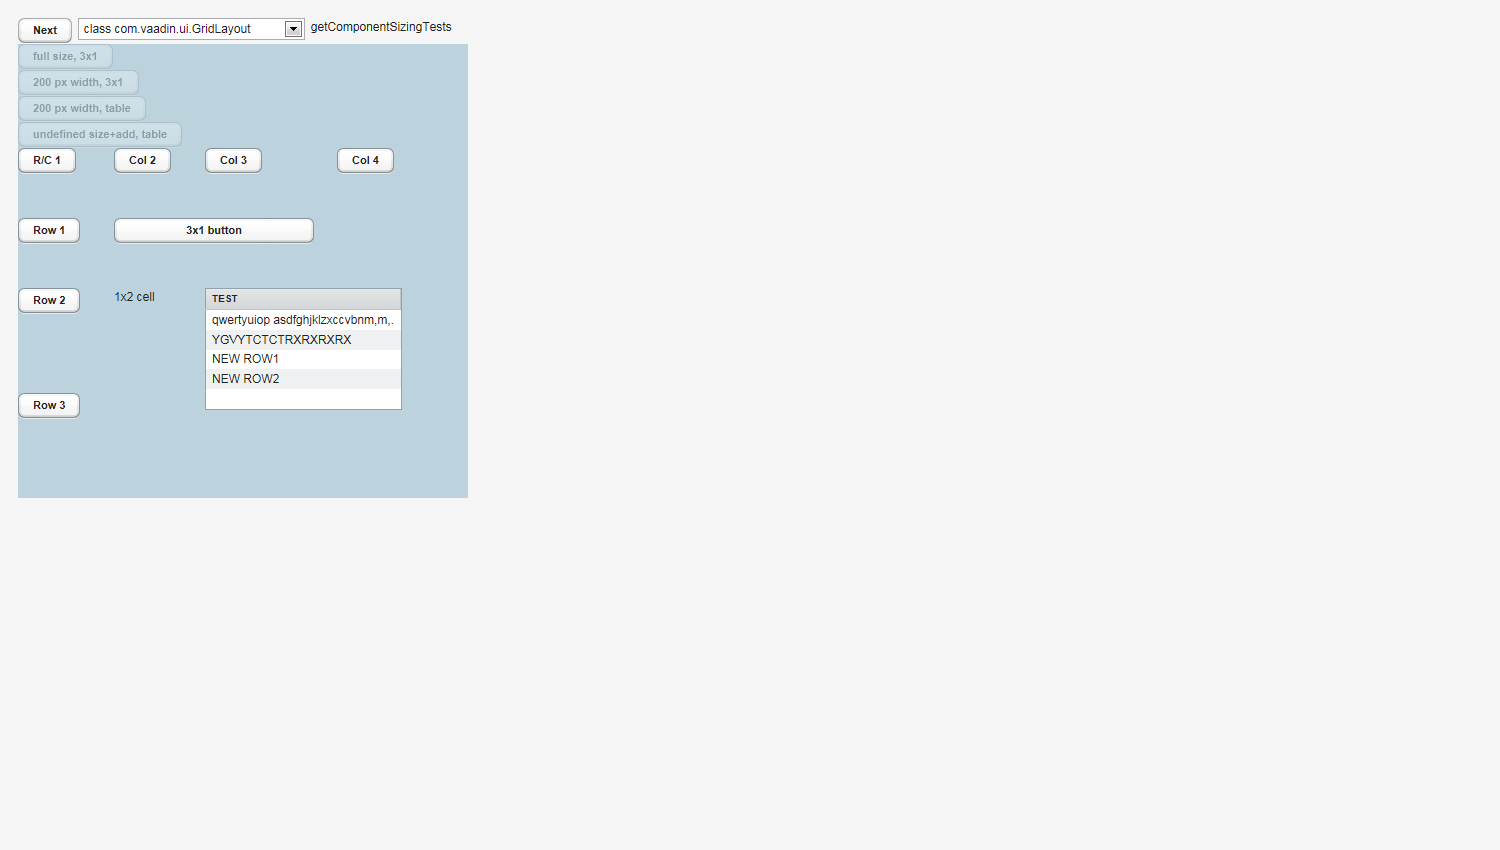 Next class com.vaadin.ui.GridLayout getComponentSizingTests
full size, 3x1
200 px width, 3x1
200 px width, table
undefined size+add, table
R/C 1 Col 2 Col 3 Col 4
Row 1 3x1 button
Row 2 1x2 cell TEST
qwertyuiop asdfghjklzxccvbnm,m,.
YGVYTCTCTRXRXRXRX
NEW ROW1
NEW ROW2
Row 3